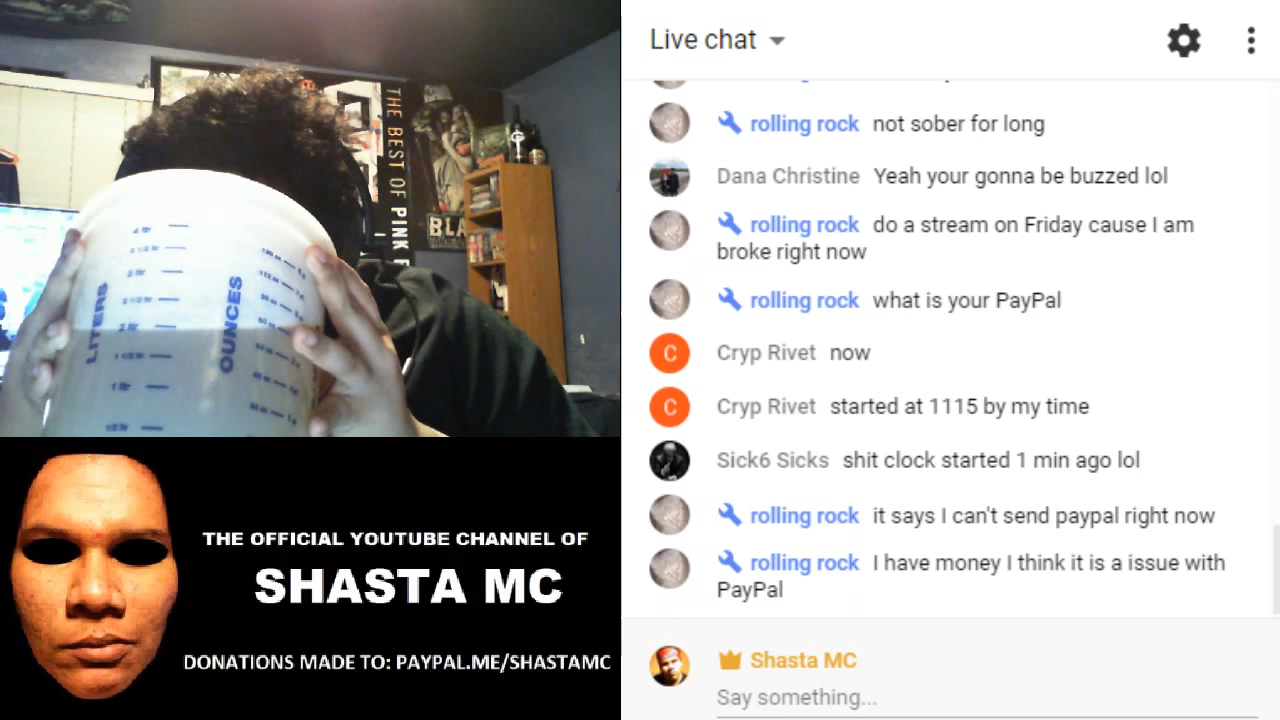 THE BEST OF PINK F
BLA
LITERS
OUNCES
THE OFFICIAL YOUTUBE CHANNEL OF
SHASTA MC
DONATIONS MADE TO: PAYPAL.ME/SHASTAMC
Live chat
rolling rock not sober for long
Dana Christine Yeah your gonna be buzzed lol
rolling rock do a stream on Friday cause I am
broke right now
rolling rock what is your PayPal
C Cryp Rivet now
C Cryp Rivet started at 1115 by my time
Sick6 Sicks shit clock started 1 min ago lol
rolling rock it says I can't send paypal right now
rolling rock I have money I think it is a issue with
PayPal
Shasta MC
Say something...